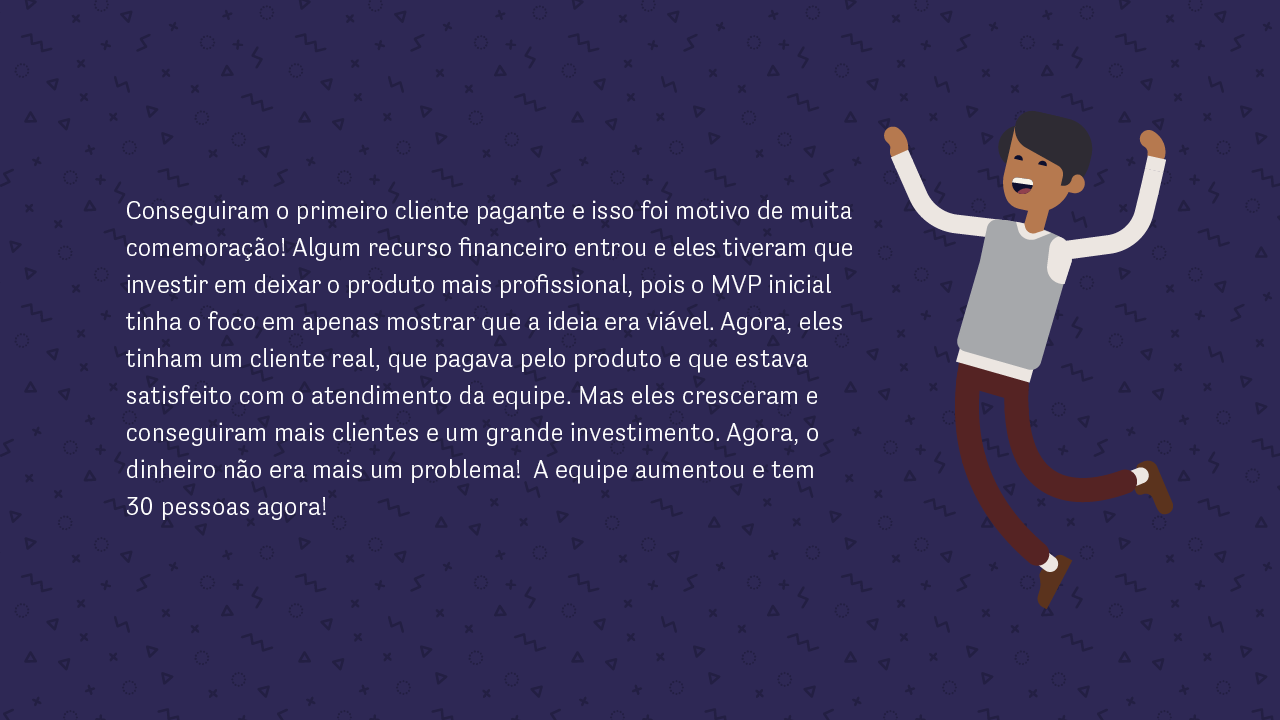 Conseguiram o primeiro cliente pagante e isso foi motivo de muita
comemoração! Algum recurso financeiro entrou e eles tiveram que
investir em deixar o produto mais profissional, pois o MVP inicial
tinha o foco em apenas mostrar que a ideia era viável. Agora, eles
tinham um cliente real, que pagava pelo produto e que estava
satisfeito com o atendimento da equipe. Mas eles cresceram e
conseguiram mais clientes e um grande investimento. Agora, o
dinheiro não era mais um problema!  A equipe aumentou e tem
30 pessoas agora!